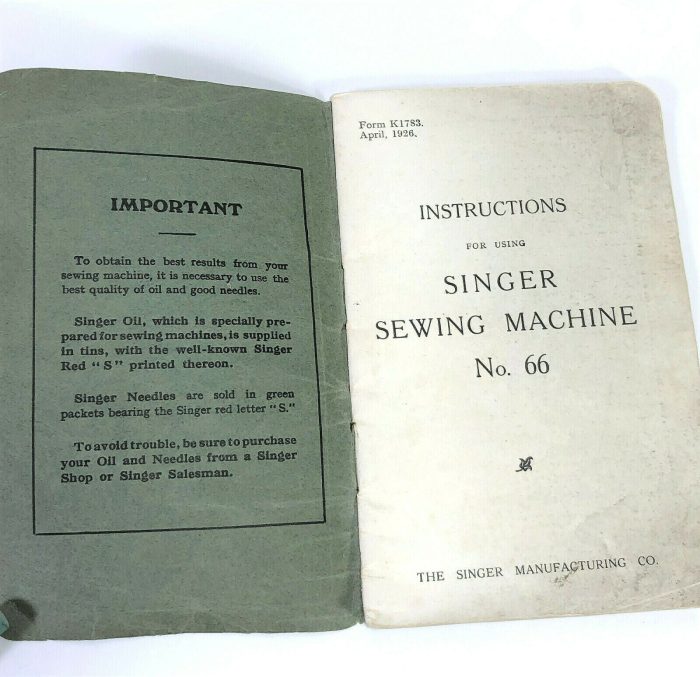 IMPORTANT
To obtain the best results from your
sewing machine, it is necessary to use the
best quality of oil and good needles.
Singer Oil, which is specially pre-
pared for sewing machines, is supplied
in tins, with the well-known Singer
Red "S" printed thereon.
Singer Needles are sold in green
packets bearing the Singer red letter "S."
To avoid trouble, be sure to purchase
your Oil and Needles from a Singer
Shop or Singer Salesman.
Form K1783.
April, 1926.
INSTRUCTIONS
FOR USING
SINGER
SEWING MACHINE
No. 66
THE SINGER MANUFACTURING CO.